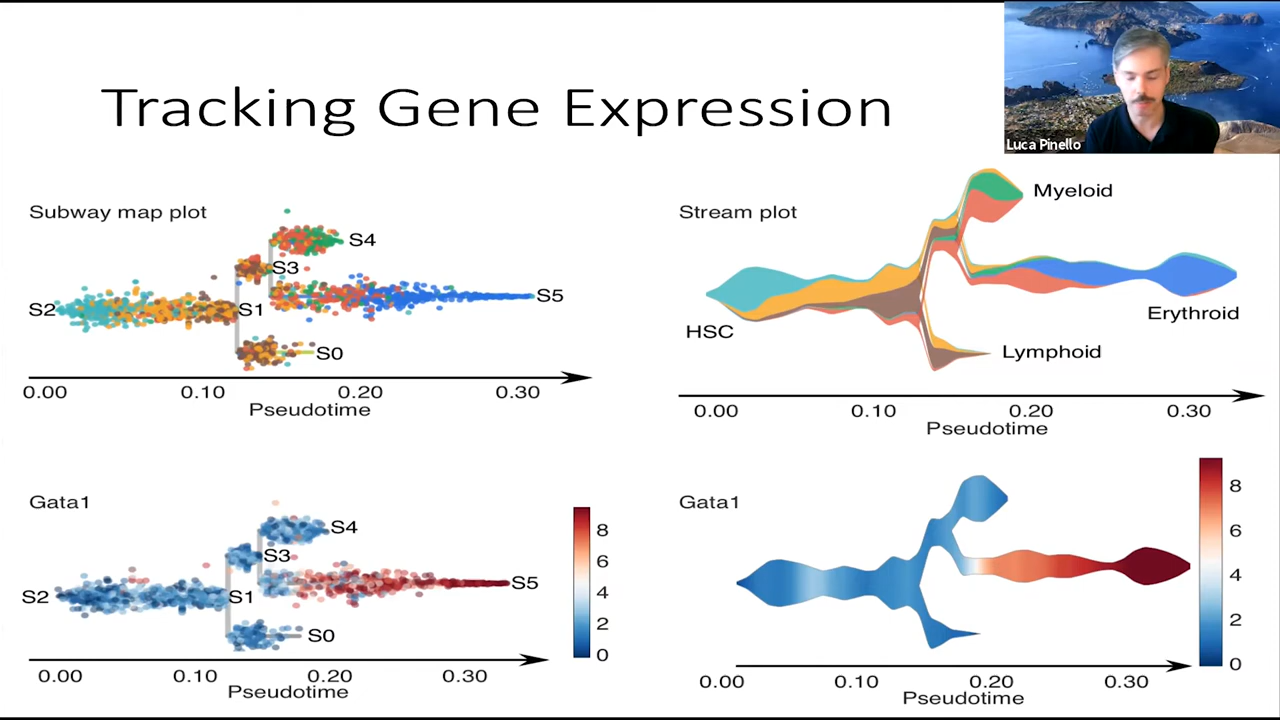 Tracking Gene Expression
Luca Pinello
Subway map plot
S4
S3
S2
S1
S5
S0
0.00 0.10 0.20 0.30
Pseudotime
Stream plot
Myeloid
HSC
Erythroid
Lymphoid
0.00 0.10 0.20 0.30
Pseudotime
Gata1
S4
S3
S2
S1
S5
S0
8
6
4
2
0
0.00 0.10 0.20 0.30
Pseudotime
Gata1
8
6
4
2
0
0.00 0.10 0.20 0.30
Pseudotime